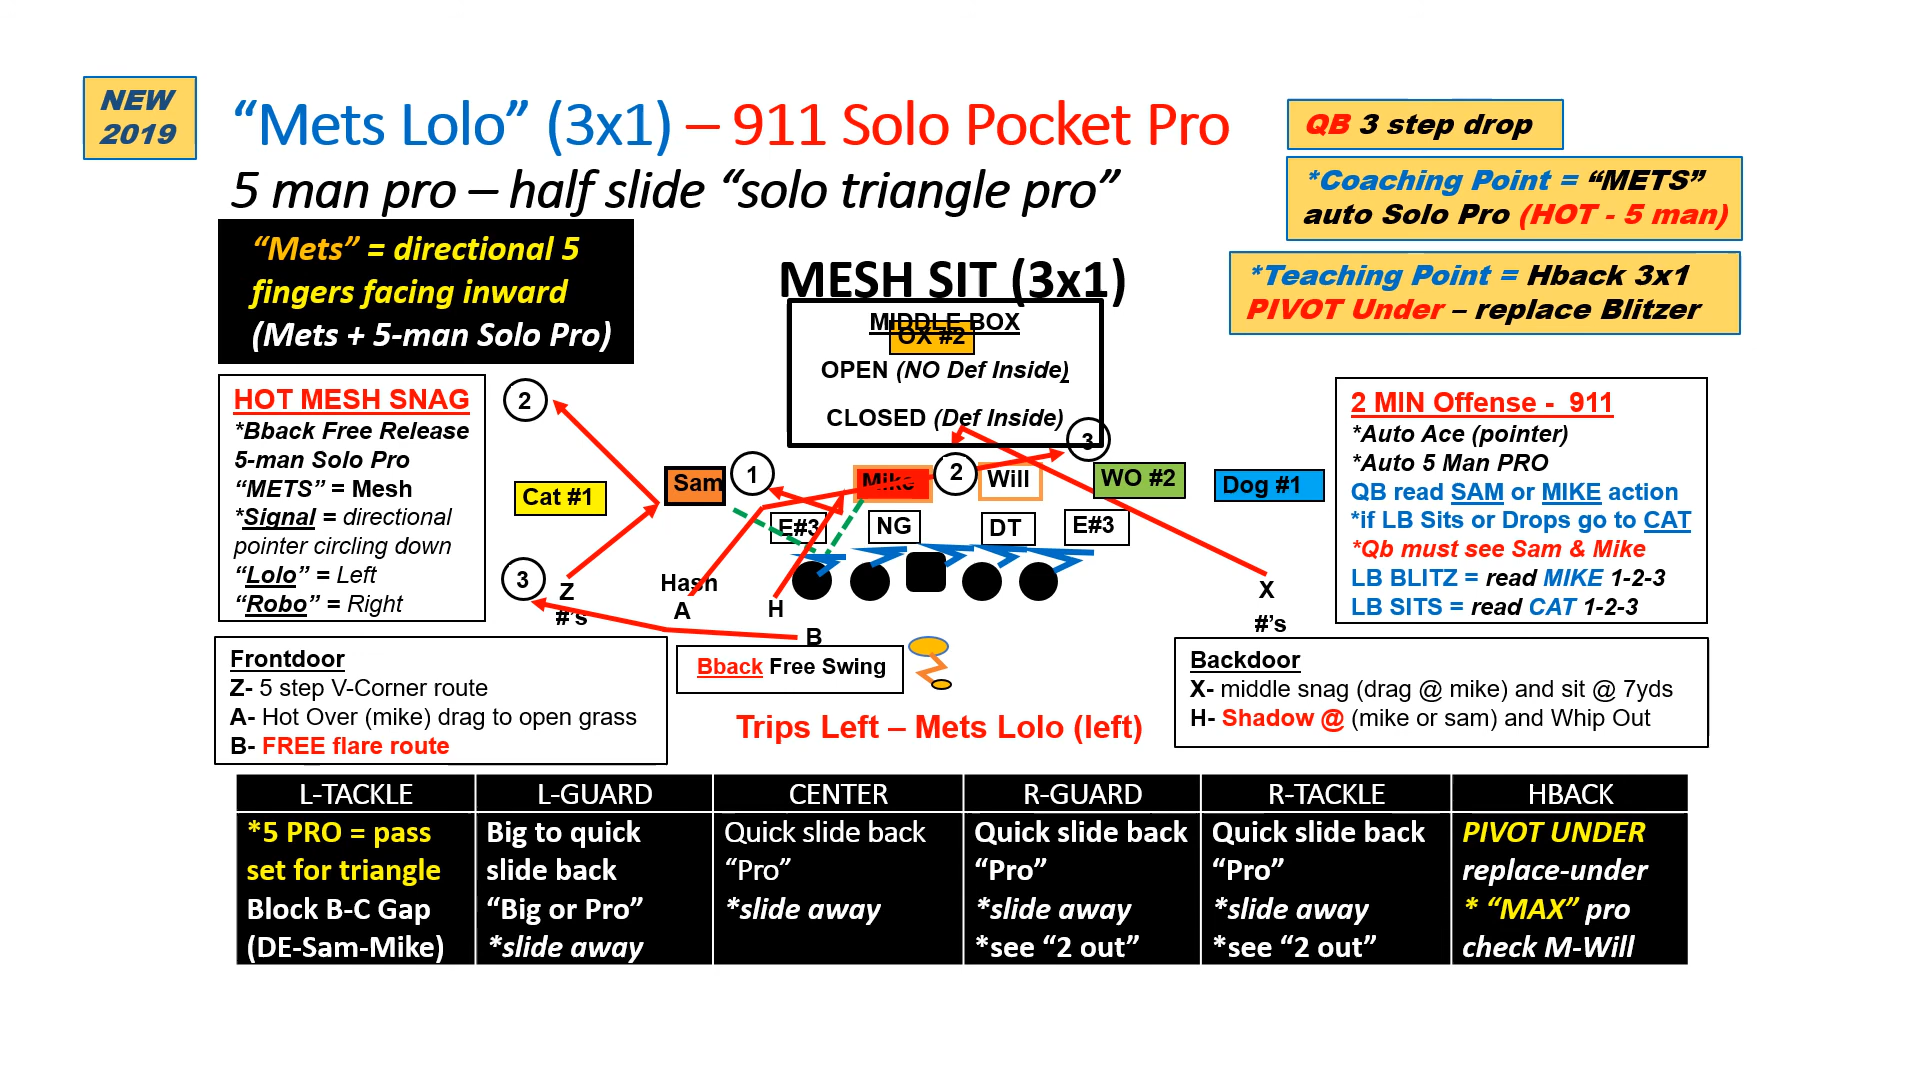 NEW
2019
“Mets Lolo” (3x1) – 911 Solo Pocket Pro
5 man pro – half slide “solo triangle pro”
QB 3 step drop
*Coaching Point = “METS”
auto Solo Pro (HOT - 5 man)
*Teaching Point = Hback 3x1
PIVOT Under – replace Blitzer
“Mets” = directional 5
fingers facing inward
(Mets + 5-man Solo Pro)
MESH SIT (3x1)
MIDDLE BOX
OX #2
OPEN (NO Def Inside)
CLOSED (Def Inside)
HOT MESH SNAG
*Bback Free Release
5-man Solo Pro
“METS” = Mesh
*Signal = directional
pointer circling down
“Lolo” = Left
“Robo” = Right
2 MIN Offense - 911
*Auto Ace (pointer)
*Auto 5 Man PRO
QB read SAM or MIKE action
*if LB Sits or Drops go to CAT
*Qb must see Sam & Mike
LB BLITZ = read MIKE 1-2-3
LB SITS = read CAT 1-2-3
2
3
Cat #1
Sam
1
Mike
2
Will
WO #2
Dog #1
E#3
NG
DT
E#3
3
Z
#’s
Hash
A
H
B
X
#’s
Bback Free Swing
Frontdoor
Z- 5 step V-Corner route
A- Hot Over (mike) drag to open grass
B- FREE flare route
Trips Left – Mets Lolo (left)
Backdoor
X- middle snag (drag @ mike) and sit @ 7yds
H- Shadow @ (mike or sam) and Whip Out
L-TACKLE
L-GUARD
CENTER
R-GUARD
R-TACKLE
HBACK
*5 PRO = pass
set for triangle
Block B-C Gap
(DE-Sam-Mike)
Big to quick
slide back
“Big or Pro”
*slide away
Quick slide back
“Pro”
*slide away
Quick slide back
“Pro”
*slide away
*see “2 out”
Quick slide back
“Pro”
*slide away
*see “2 out”
PIVOT UNDER
replace-under
* “MAX” pro
check M-Will